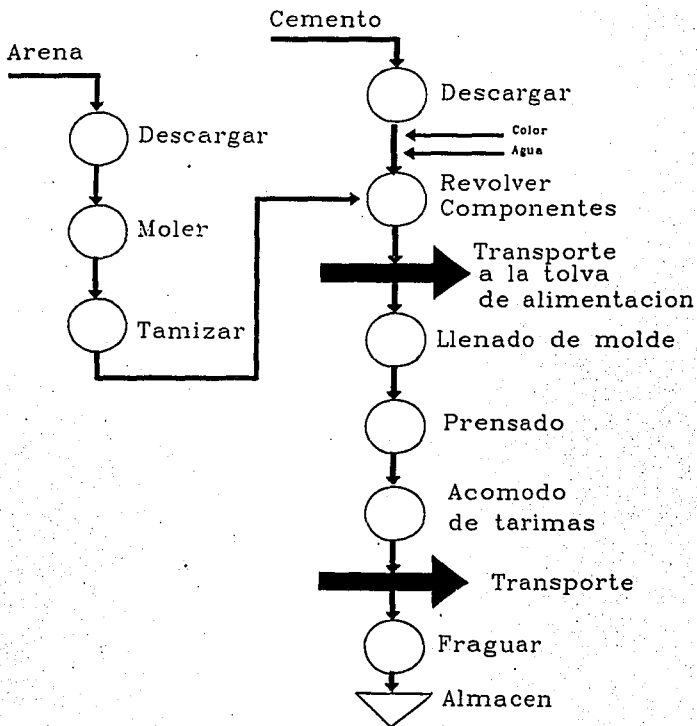 Cemento
Arena
Descargar
Descargar
Color
Agua
Revolver
Componentes
Moler
Transporte
a la tolva
de alimentacion
Tamizar
Llenado de molde
Prensado
Acomodo
de tarimas
Transporte
Fraguar
Almacen